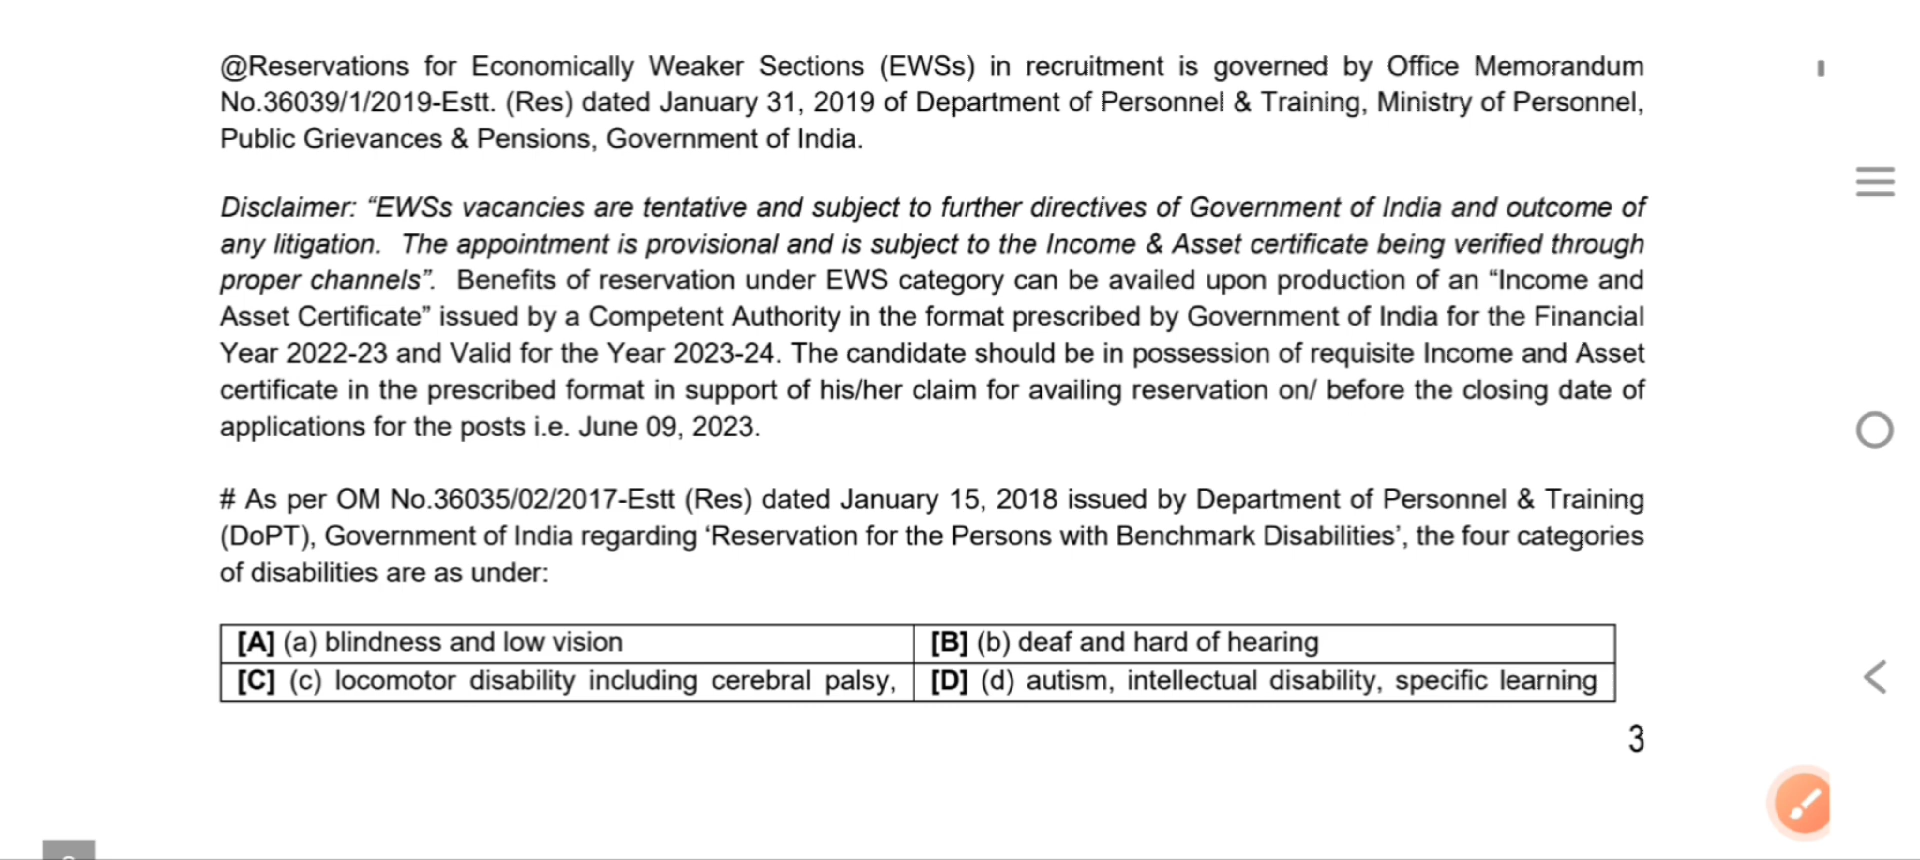 @Reservations for Economically Weaker Sections (EWSs) in recruitment is governed by Office Memorandum
No.36039/1/2019-Estt. (Res) dated January 31, 2019 of Department of Personnel & Training, Ministry of Personnel,
Public Grievances & Pensions, Government of India.
Disclaimer: “EWSs vacancies are tentative and subject to further directives of Government of India and outcome of
any litigation. The appointment is provisional and is subject to the Income & Asset certificate being verified through
proper channels”. Benefits of reservation under EWS category can be availed upon production of an “Income and
Asset Certificate” issued by a Competent Authority in the format prescribed by Government of India for the Financial
Year 2022-23 and Valid for the Year 2023-24. The candidate should be in possession of requisite Income and Asset
certificate in the prescribed format in support of his/her claim for availing reservation on/ before the closing date of
applications for the posts i.e. June 09, 2023.
# As per OM No.36035/02/2017-Estt (Res) dated January 15, 2018 issued by Department of Personnel & Training
(DoPT), Government of India regarding ‘Reservation for the Persons with Benchmark Disabilities’, the four categories
of disabilities are as under:
[A] (a) blindness and low vision [B] (b) deaf and hard of hearing
[C] (c) locomotor disability including cerebral palsy, [D] (d) autism, intellectual disability, specific learning
3